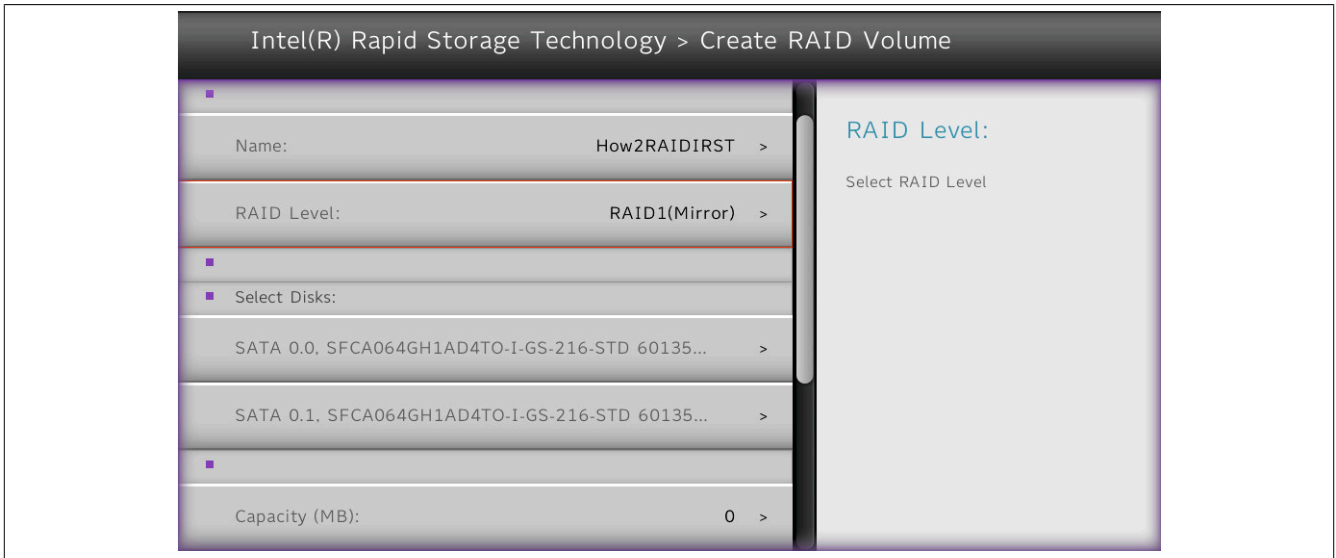 Intel(R) Rapid Storage Technology > Create RAID Volume
Name: How2RAIDIRST >
RAID Level: RAID1(Mirror) >
Select Disks:
SATA 0.0, SFCA064GH1AD4TO-I-GS-216-STD 60135... >
SATA 0.1, SFCA064GH1AD4TO-I-GS-216-STD 60135... >
Capacity (MB): 0 >
RAID Level:
Select RAID Level